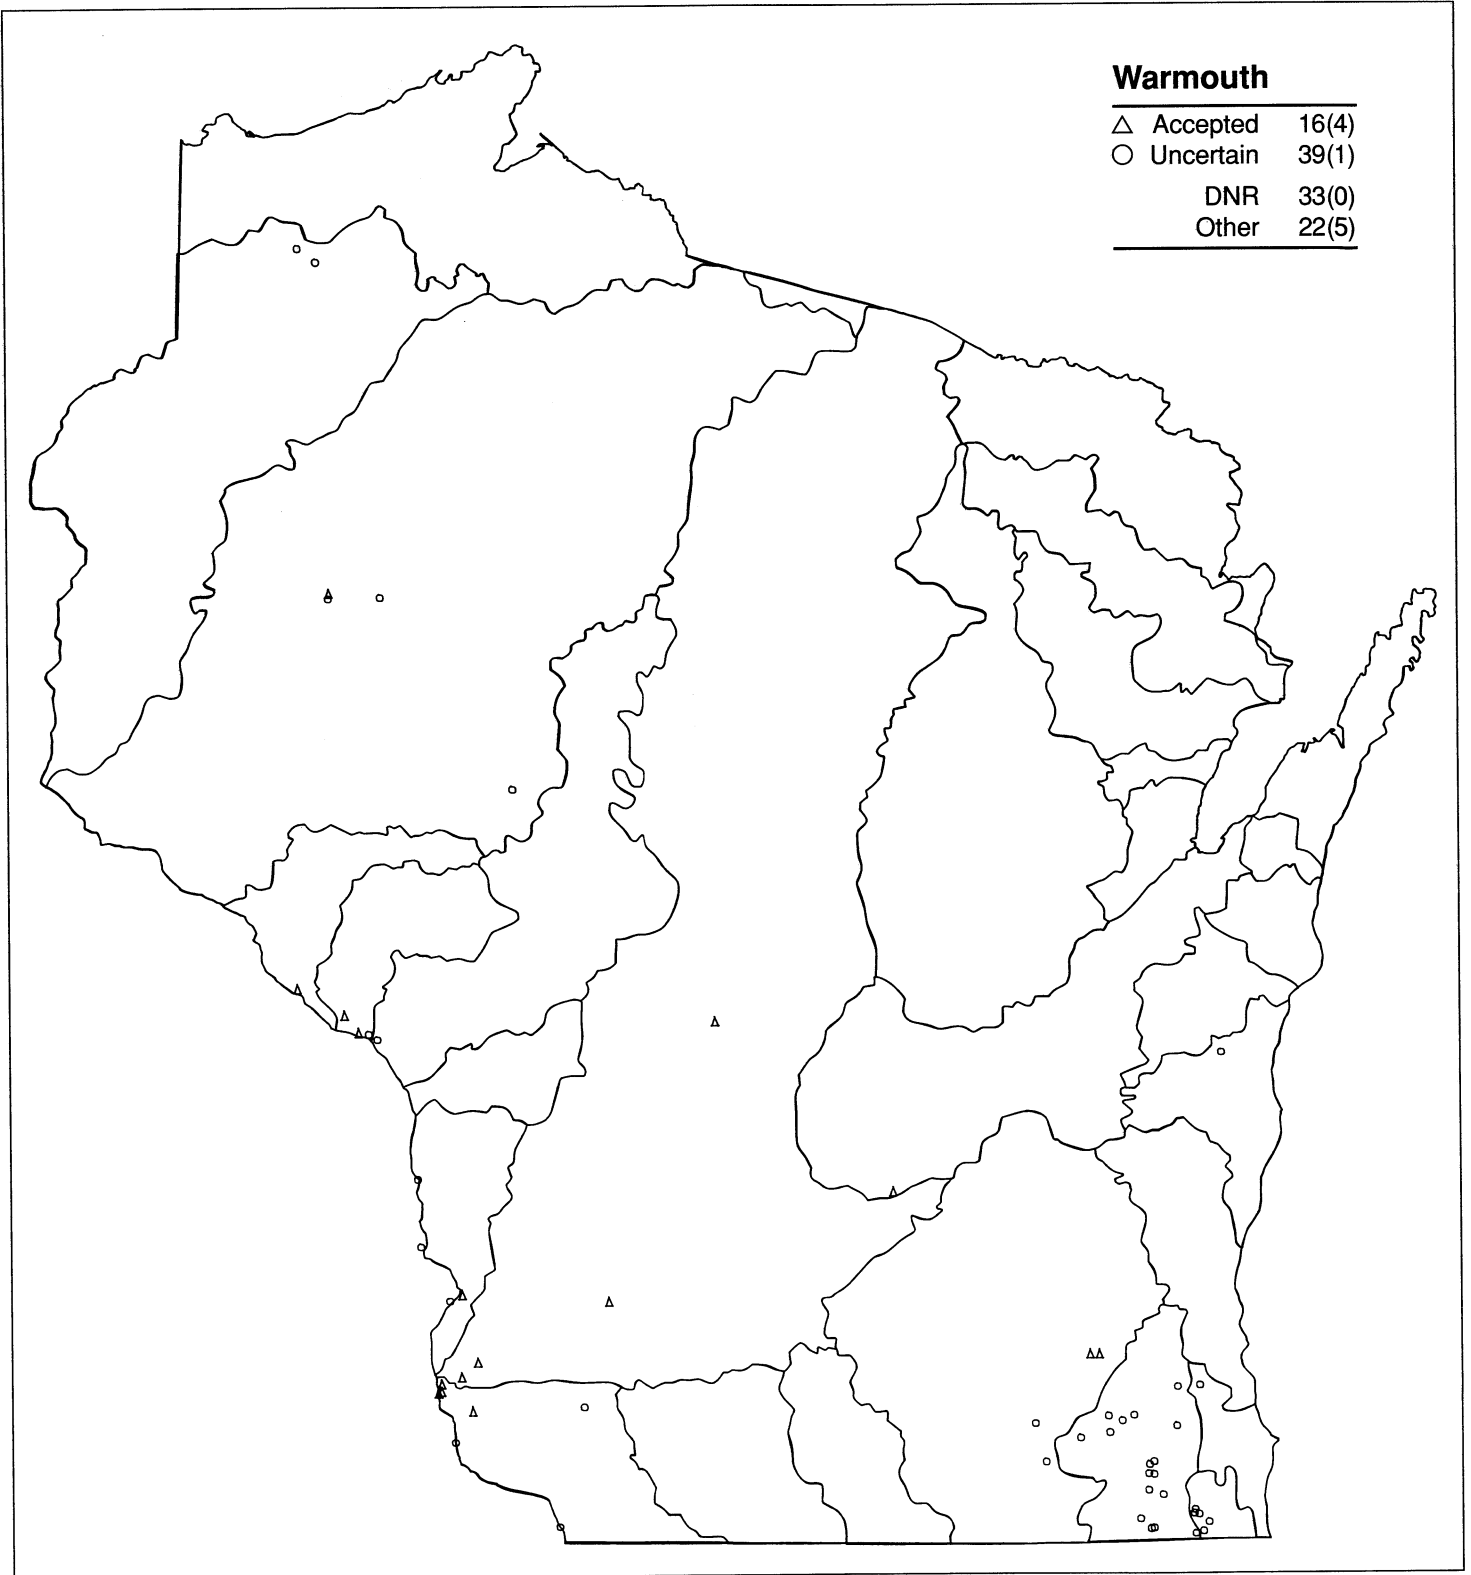 Warmouth
△ Accepted 16(4)
○ Uncertain 39(1)
DNR 33(0)
Other 22(5)